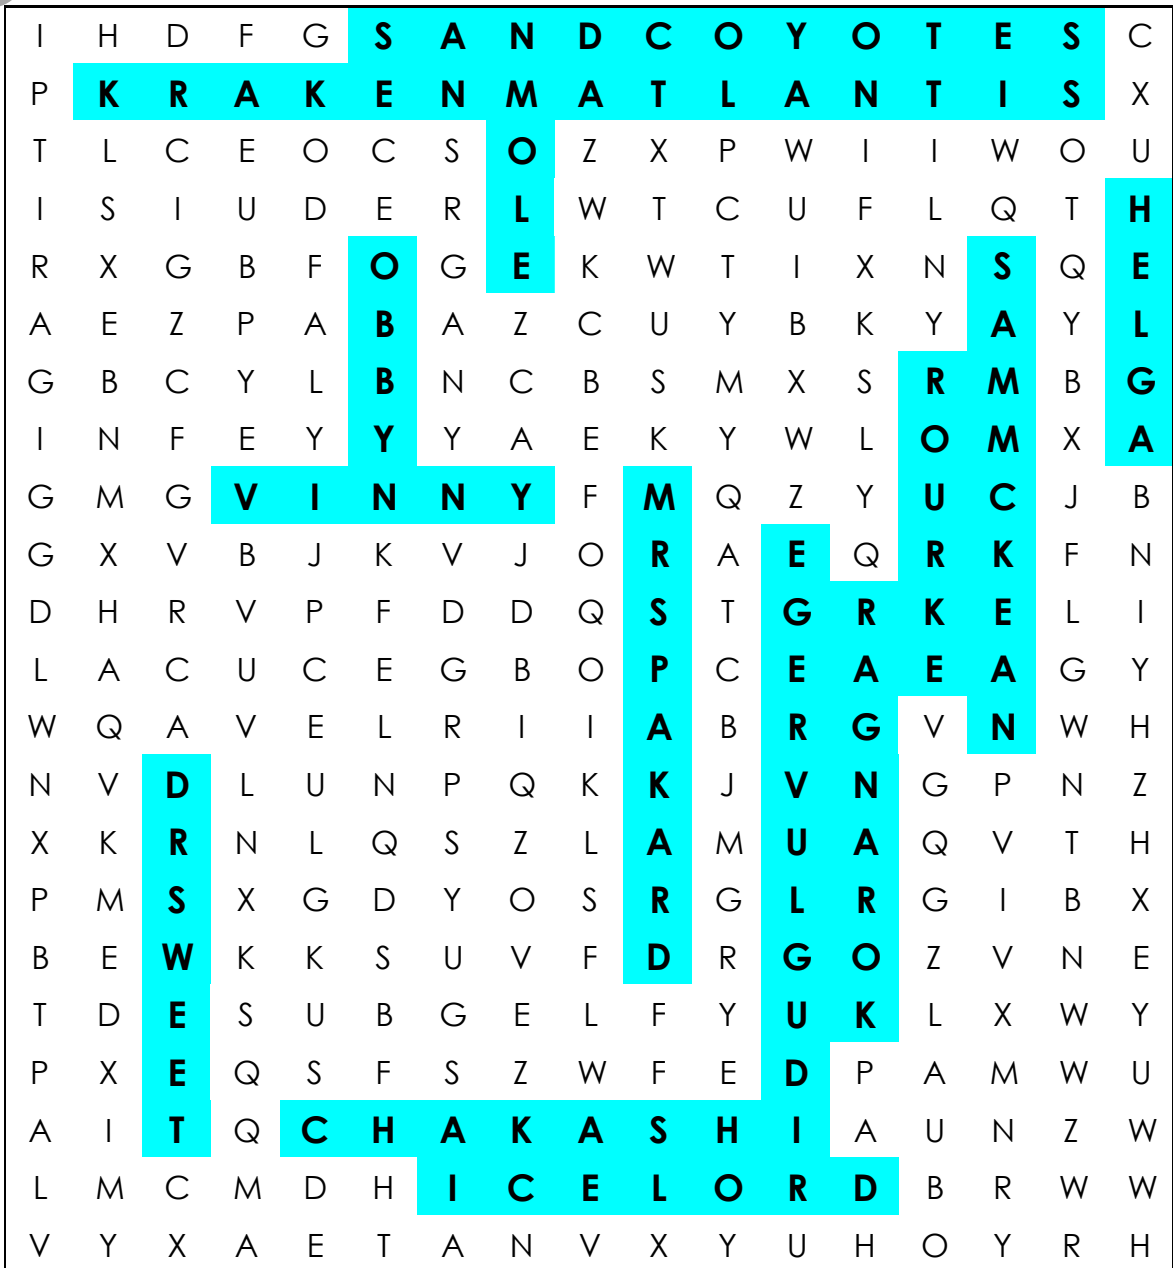 I H D F G S A N D C O Y O T E S C
P K R A K E N M A T L A N T I S X
T L C E O C S O Z X P W I I W O U
I S I U D E R L W T C U F L Q T H
R X G B F O G E K W T I X N S Q E
A E Z P A B A Z C U Y B K Y A Y L
G B C Y L B N C B S M X S R M B G
I N F E Y Y Y A E K Y W L O M X A
G M G V I N N Y F M Q Z Y U C J B
G X V B J K V J O R A E Q R K F N
D H R V P F D D Q S T G R K E L I
L A C U C E G B O P C E A E A G Y
W Q A V E L R I I A B R G V N W H
N V D L U N P Q K K J V N G P N Z
X K R N L Q S Z L A M U A Q V T H
P M S X G D Y O S R G L R G I B X
B E W K K S U V F D R G O Z V N E
T D E S U B G E L F Y U K L X W Y
P X E Q S F S Z W F E D P A M W U
A I T Q C H A K A S H I A U N Z W
L M C M D H I C E L O R D B R W W
V Y X A E T A N V X Y U H O Y R H